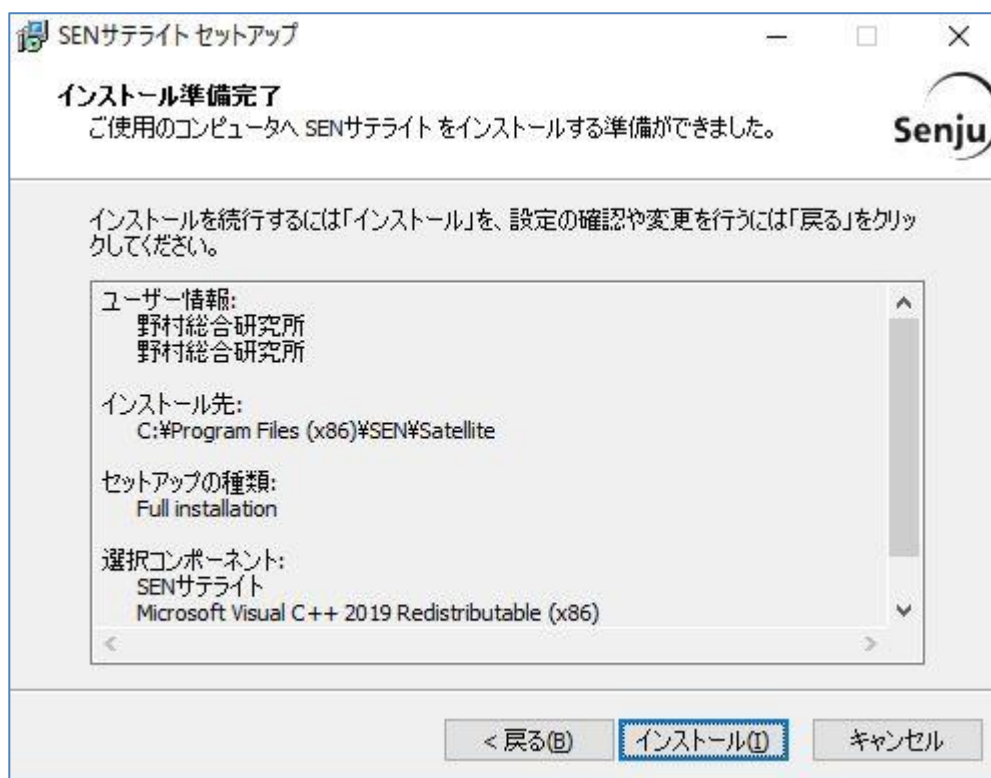 SENサテライト セットアップ
インストール準備完了
ご使用のコンピュータへ SENサテライト をインストールする準備ができました。
Senju
インストールを続行するには「インストール」を、設定の確認や変更を行うには「戻る」をクリッ
クしてください。
ユーザー情報:
野村総合研究所
野村総合研究所
インストール先:
C:¥Program Files (x86)¥SEN¥Satellite
セットアップの種類:
Full installation
選択コンポーネント:
SENサテライト
Microsoft Visual C++ 2019 Redistributable (x86)
< 戻る(B)
インストール(I)
キャンセル